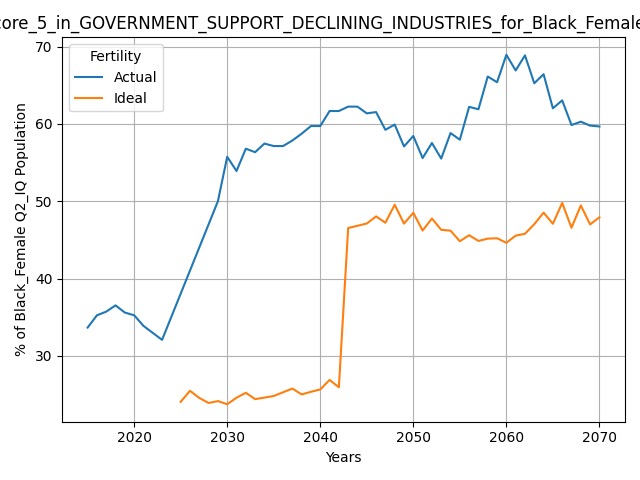 core_5_in_GOVERNMENT_SUPPORT_DECLINING_INDUSTRIES_for_Black_Female
Fertility
Actual
Ideal
% of Black_Female Q2_IQ Population
70
60
50
40
30
2020 2030 2040 2050 2060 2070
Years